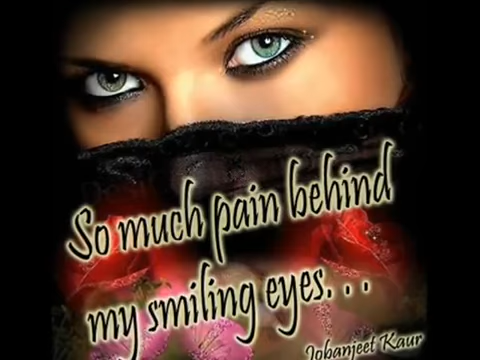 So much pain behind
my smiling eyes. . .
Jobanjeet Kaur